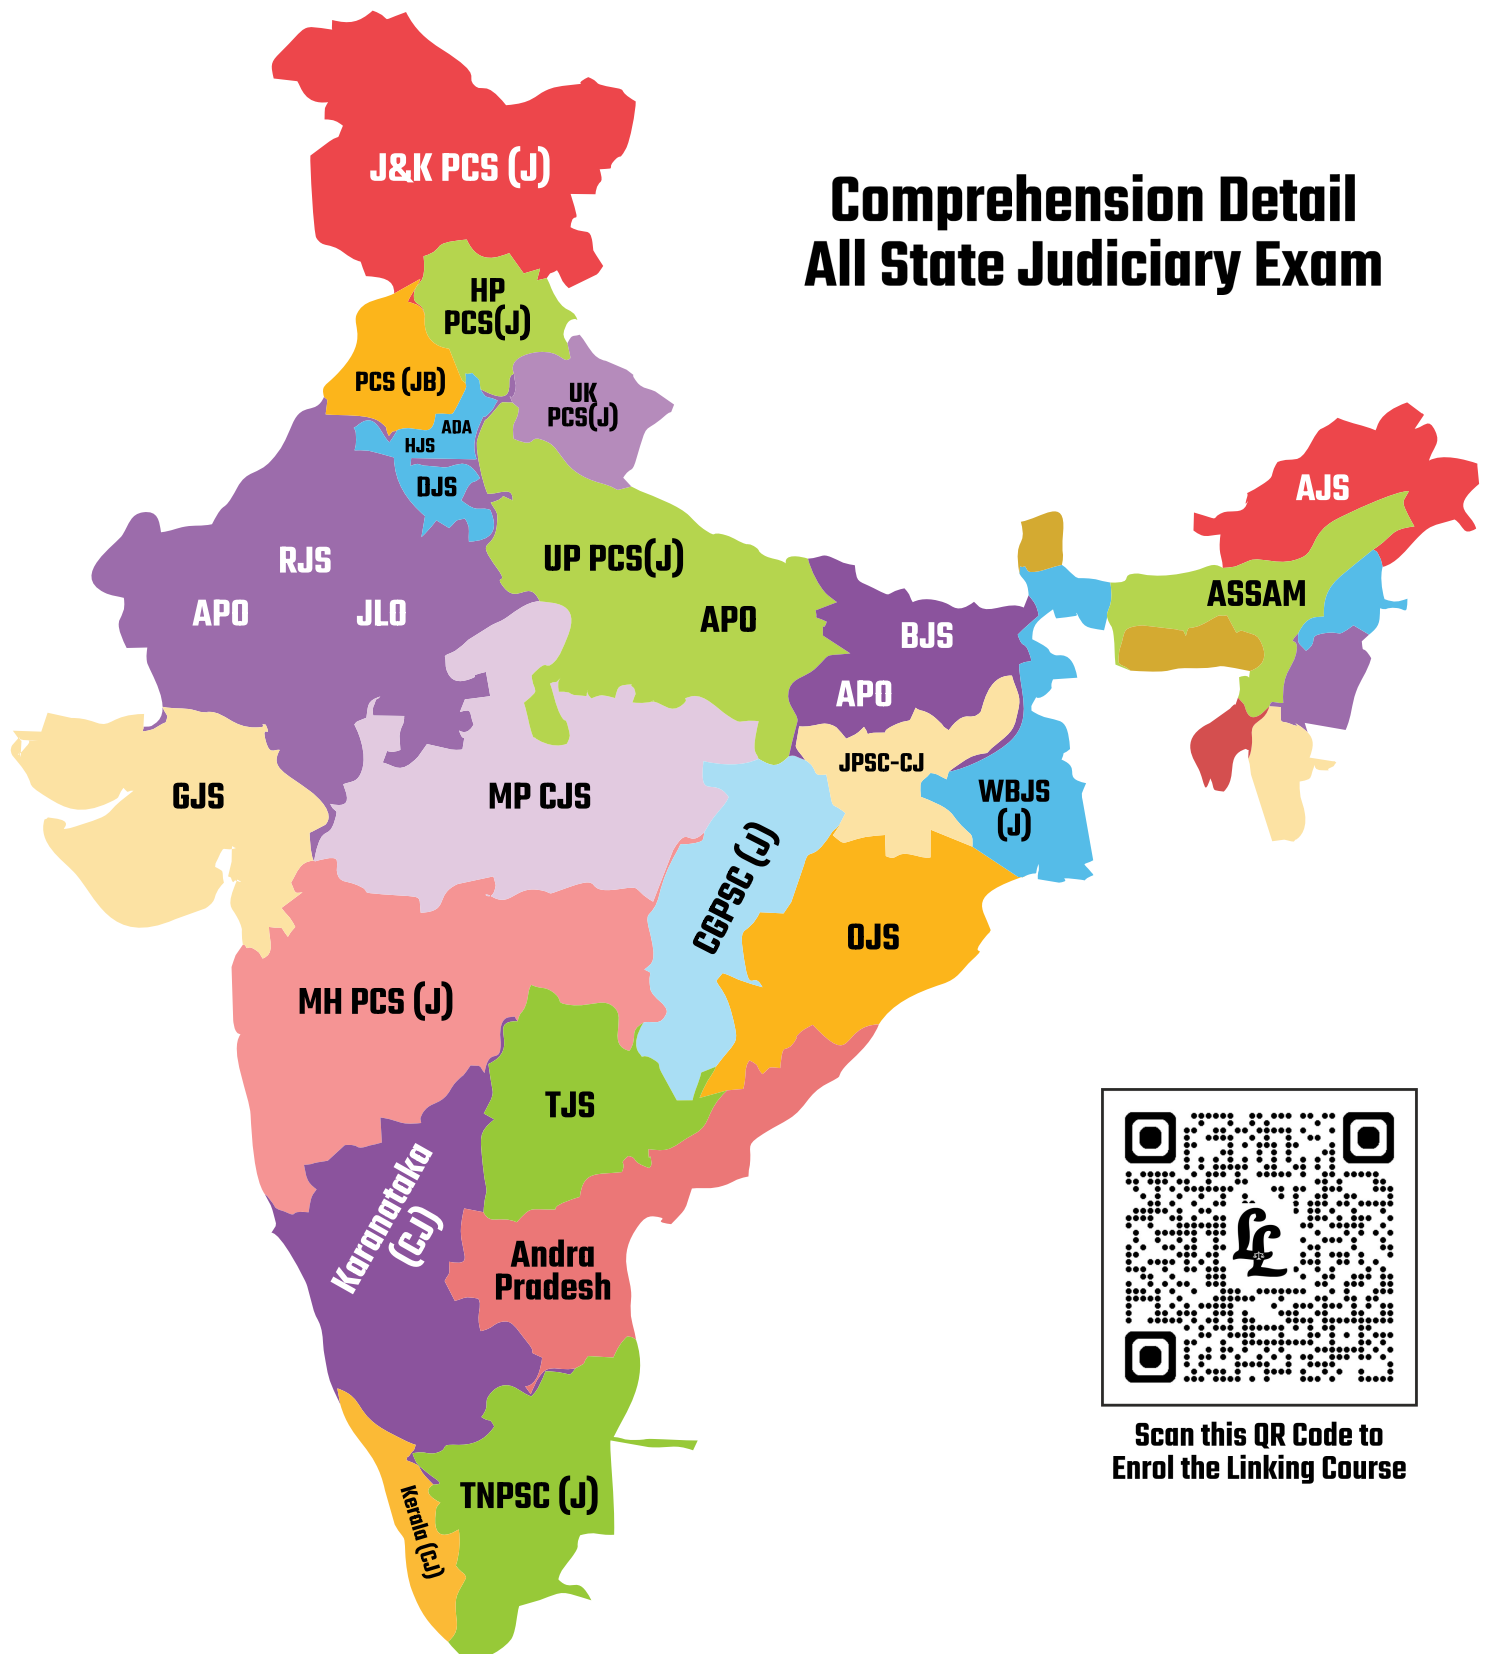 Comprehension Detail
All State Judiciary Exam
J&K PCS (J)
HP
PCS(J)
PCS (JB)
UK
PCS(J)
ADA
HJS
DJS
RJS
APO
JLO
UP PCS(J)
APO
AJS
ASSAM
BJS
APO
JPSC-CJ
WBJS
(J)
GJS
MP CJS
CGPSC (J)
OJS
MH PCS (J)
TJS
Karanataka
(CJ)
Andra
Pradesh
Kerala (CJ)
TNPSC (J)
LL
Scan this QR Code to
Enrol the Linking Course